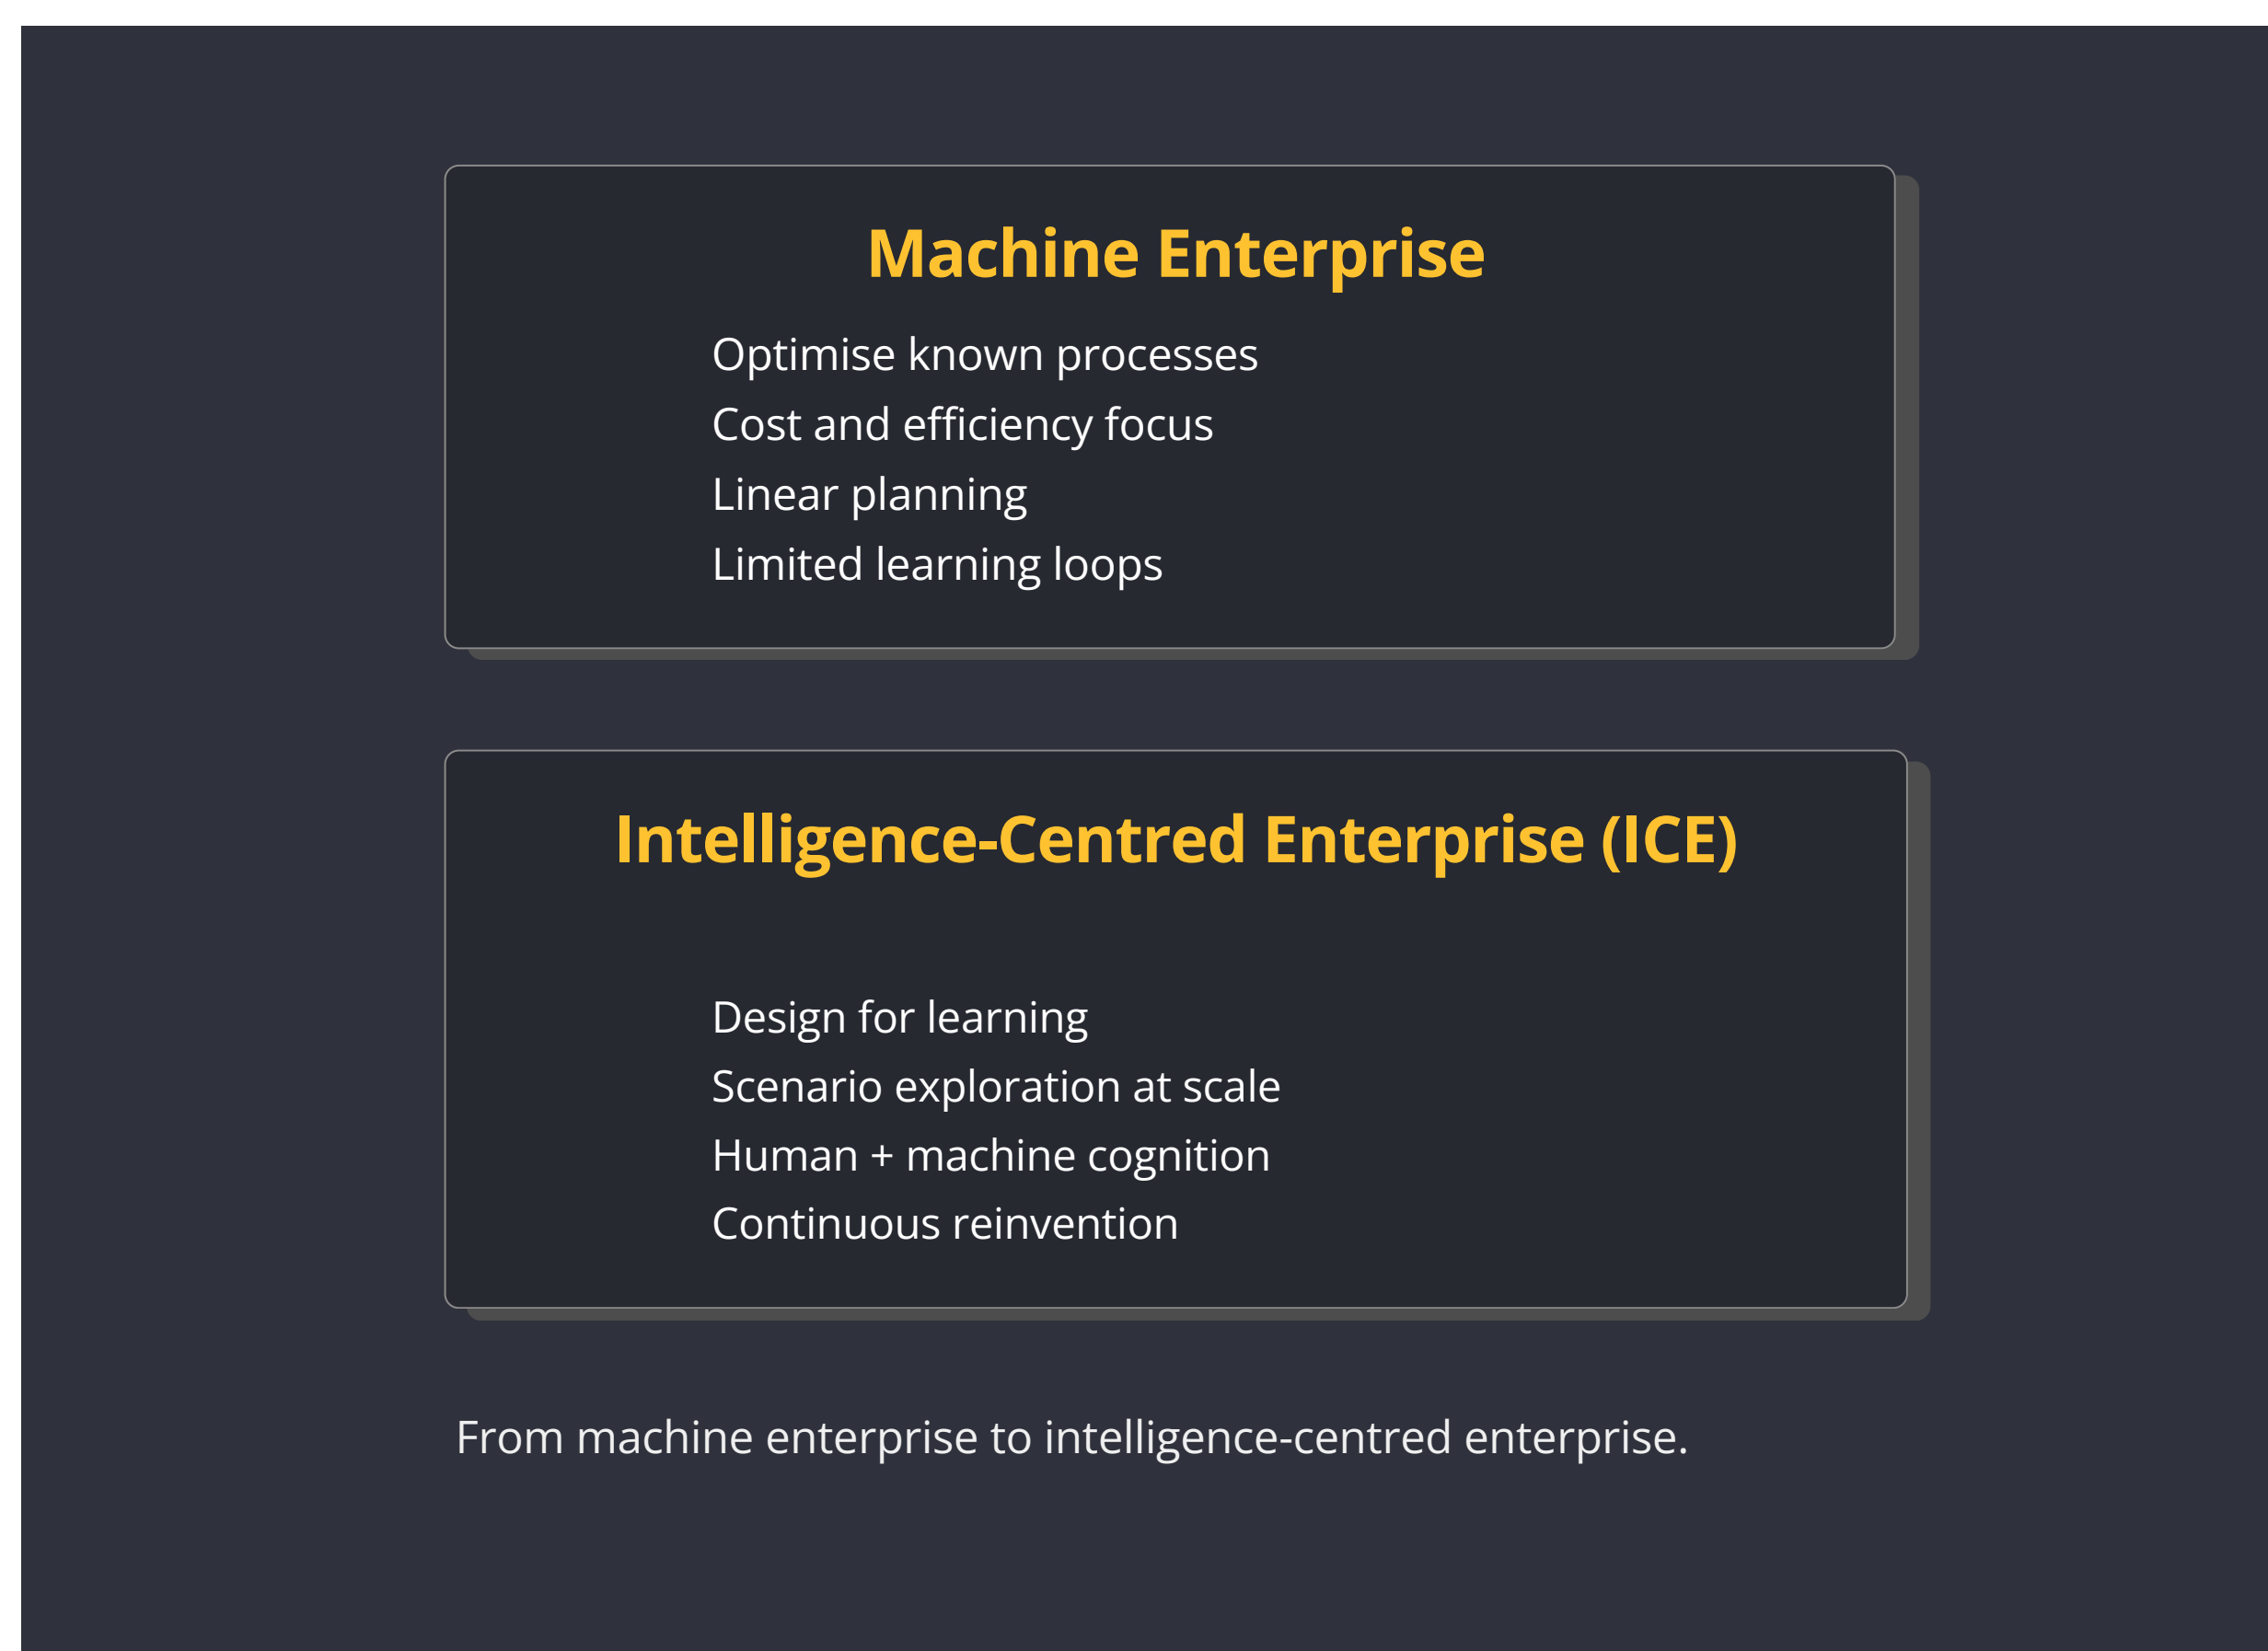 Machine Enterprise
Optimise known processes
Cost and efficiency focus
Linear planning
Limited learning loops
Intelligence-Centred Enterprise (ICE)
Design for learning
Scenario exploration at scale
Human + machine cognition
Continuous reinvention
From machine enterprise to intelligence-centred enterprise.